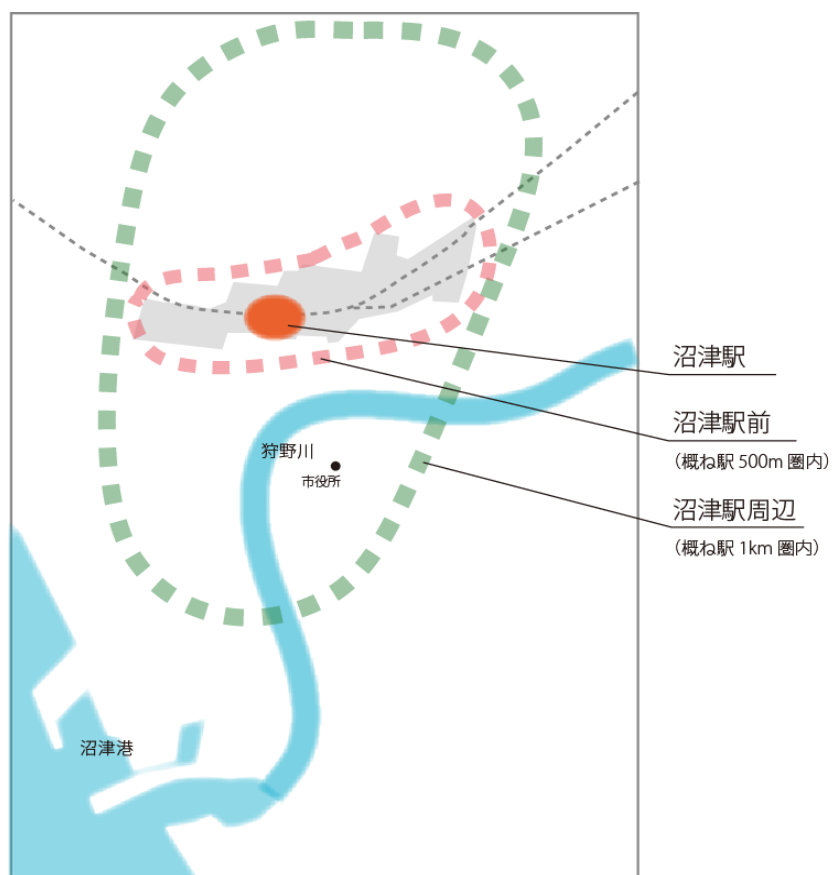 沼津駅
沼津駅前
（概ね駅 500m 圏内）
狩野川
市役所
沼津駅周辺
（概ね駅 1km 圏内）
沼津港